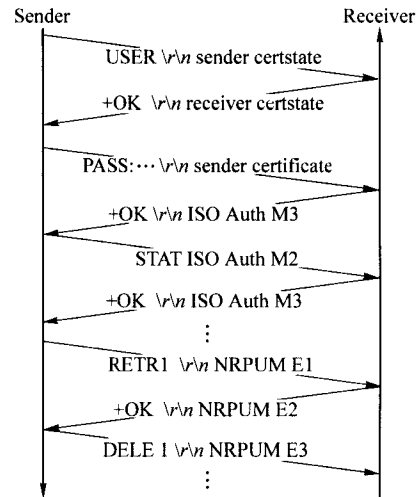 Sender Receiver
USER \r\n sender certstate
+OK \r\n receiver certstate
PASS:··· \r\n sender certificate
+OK \r\n ISO Auth M3
STAT ISO Auth M2
+OK \r\n ISO Auth M3
⋮
RETR1 \r\n NRPUM E1
+OK \r\n NRPUM E2
DELE 1 \r\n NRPUM E3
⋮